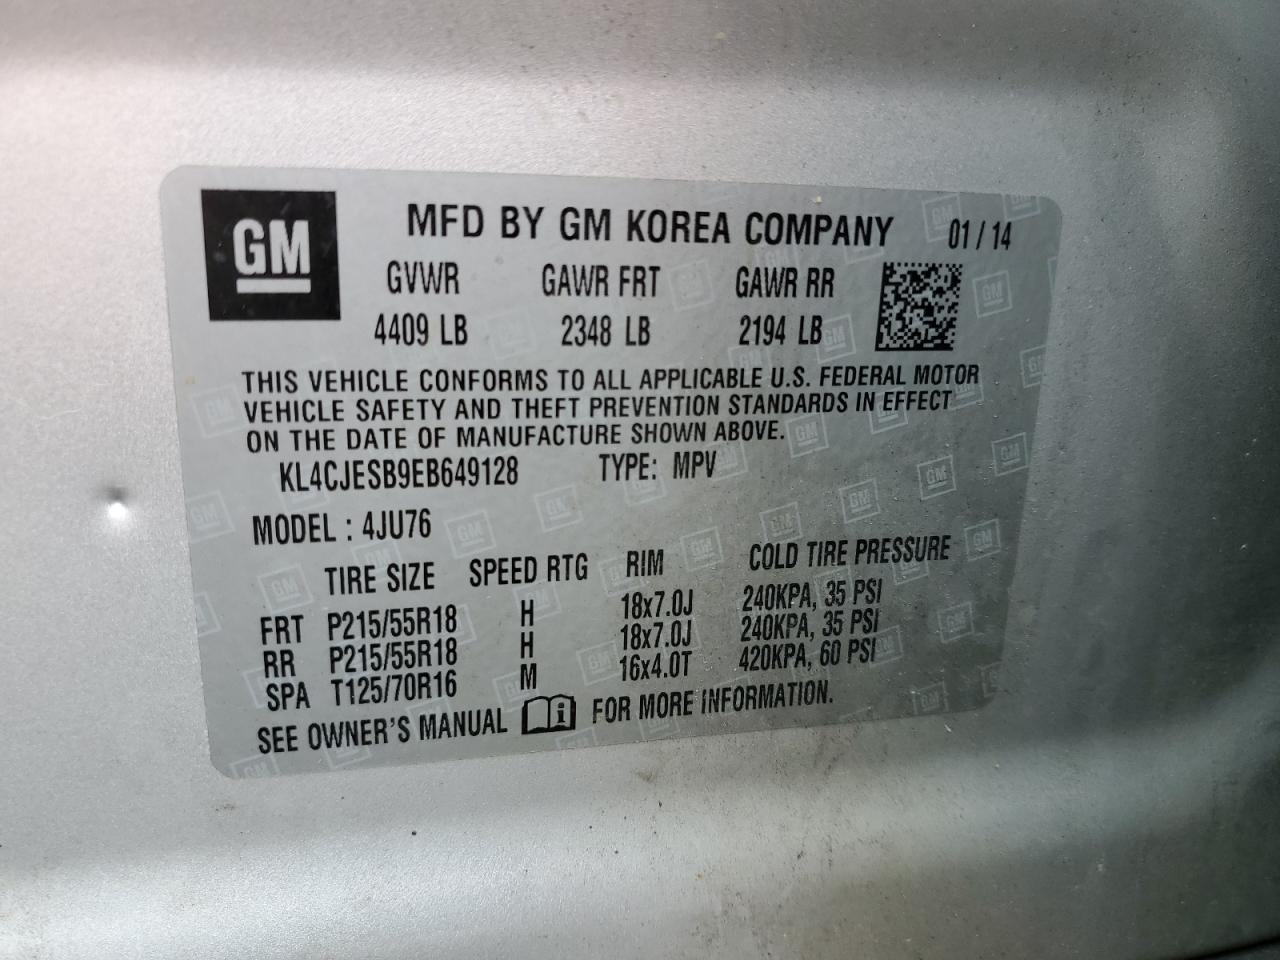 GM
MFD BY GM KOREA COMPANY 01/14
GVWR GAWR FRT GAWR RR
4409 LB 2348 LB 2194 LB
THIS VEHICLE CONFORMS TO ALL APPLICABLE U.S. FEDERAL MOTOR
VEHICLE SAFETY AND THEFT PREVENTION STANDARDS IN EFFECT
ON THE DATE OF MANUFACTURE SHOWN ABOVE.
KL4CJESB9EB649128 TYPE: MPV
MODEL : 4JU76
TIRE SIZE SPEED RTG RIM COLD TIRE PRESSURE
FRT P215/55R18 H 18x7.0J 240KPA, 35 PSI
RR P215/55R18 H 18x7.0J 240KPA, 35 PSI
SPA T125/70R16 M 16x4.0T 420KPA, 60 PSI
SEE OWNER'S MANUAL i FOR MORE INFORMATION.